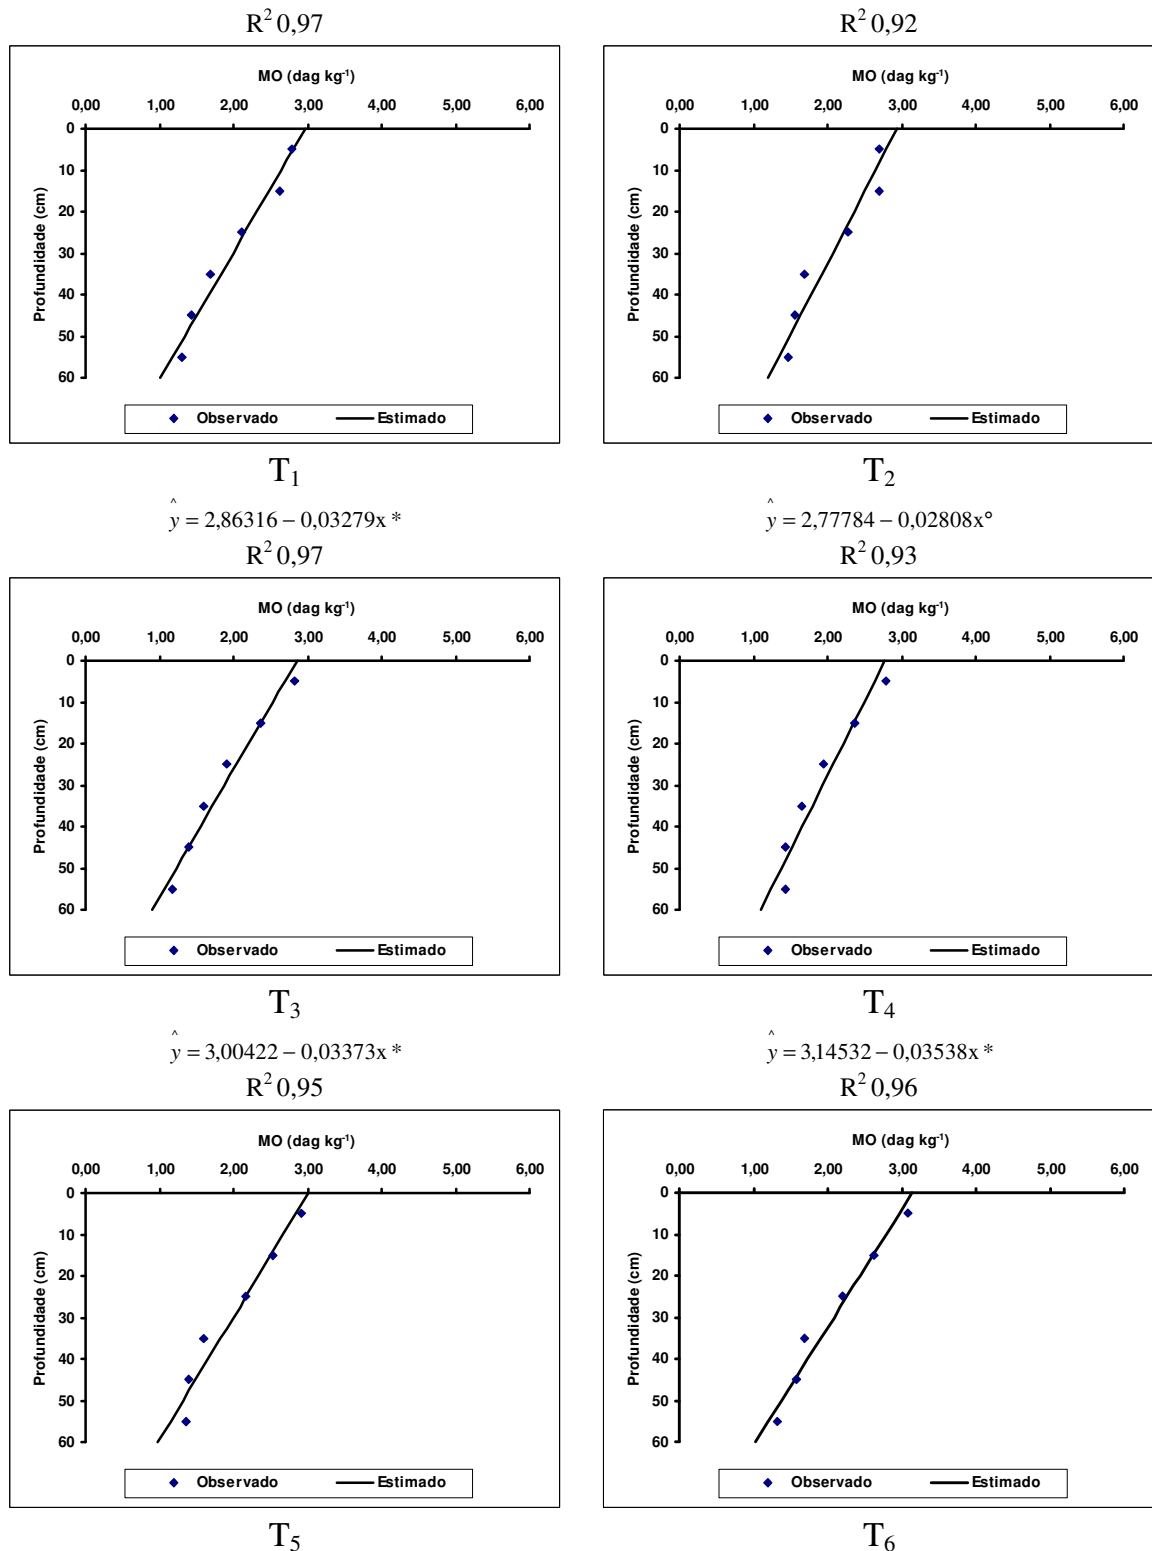 R² 0,97
R² 0,92
MO (dag kg⁻¹)
0,00 1,00 2,00 3,00 4,00 5,00 6,00
Profundidade (cm)
0
10
20
30
40
50
60
Observado Estimado
MO (dag kg⁻¹)
0,00 1,00 2,00 3,00 4,00 5,00 6,00
Profundidade (cm)
0
10
20
30
40
50
60
Observado Estimado
T₁
T₂
ŷ = 2,86316 – 0,03279x *
ŷ = 2,77784 – 0,02808x°
R² 0,97
R² 0,93
MO (dag kg⁻¹)
0,00 1,00 2,00 3,00 4,00 5,00 6,00
Profundidade (cm)
0
10
20
30
40
50
60
Observado Estimado
MO (dag kg⁻¹)
0,00 1,00 2,00 3,00 4,00 5,00 6,00
Profundidade (cm)
0
10
20
30
40
50
60
Observado Estimado
T₃
T₄
ŷ = 3,00422 – 0,03373x *
ŷ = 3,14532 – 0,03538x *
R² 0,95
R² 0,96
MO (dag kg⁻¹)
0,00 1,00 2,00 3,00 4,00 5,00 6,00
Profundidade (cm)
0
10
20
30
40
50
60
Observado Estimado
MO (dag kg⁻¹)
0,00 1,00 2,00 3,00 4,00 5,00 6,00
Profundidade (cm)
0
10
20
30
40
50
60
Observado Estimado
T₅
T₆